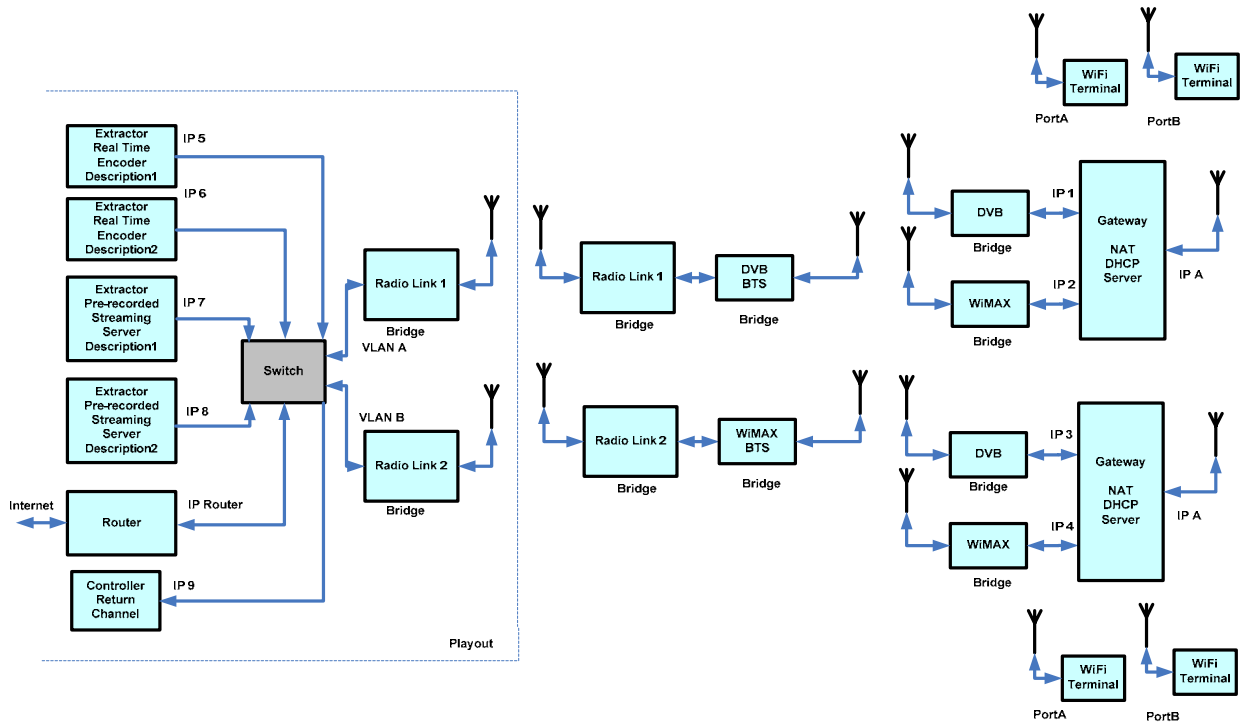 Extractor
Real Time
Encoder
Description1
IP 5
Extractor
Real Time
Encoder
Description2
IP 6
Extractor
Pre-recorded
Streaming
Server
Description1
IP 7
Extractor
Pre-recorded
Streaming
Server
Description2
IP 8
Internet
Router
IP Router
Controller
Return
Channel
IP 9
Switch
Radio Link 1
Bridge
VLAN A
VLAN B
Radio Link 2
Bridge
Playout
Radio Link 1
Bridge
DVB
BTS
Bridge
Radio Link 2
Bridge
WiMAX
BTS
Bridge
WiFi
Terminal
PortA
WiFi
Terminal
PortB
DVB
Bridge
IP 1
WiMAX
Bridge
IP 2
Gateway
NAT
DHCP
Server
IP A
DVB
Bridge
IP 3
WiMAX
Bridge
IP 4
Gateway
NAT
DHCP
Server
IP A
WiFi
Terminal
PortA
WiFi
Terminal
PortB